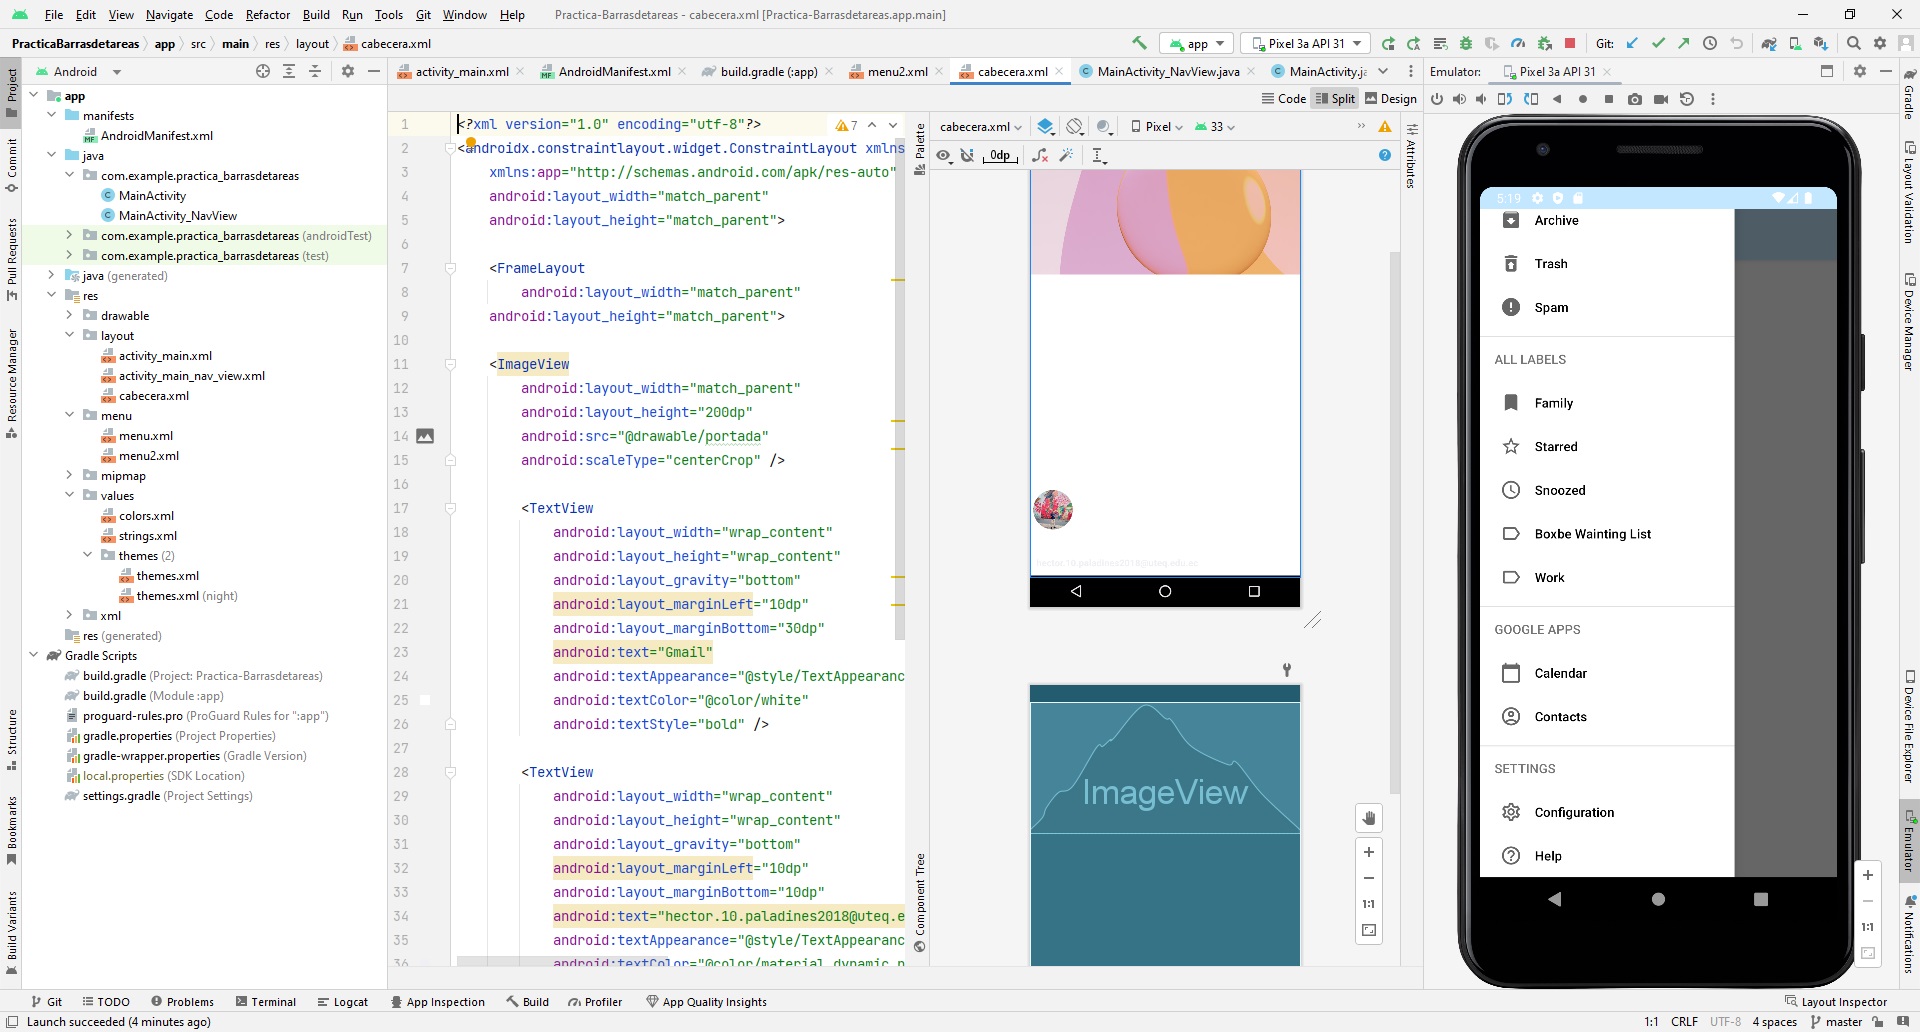 File Edit View Navigate Code Refactor Build Run Tools Git Window Help Practica-Barrasdetareas - cabecera.xml [Practica-Barrasdetareas.app.main]
PracticaBarrasdetareas app src main res layout cabecera.xml
app Pixel 3a API 31 Git:
Android
activity_main.xml AndroidManifest.xml build.gradle (:app) menu2.xml cabecera.xml MainActivity_NavView.java MainActivity.ja
Emulator: Pixel 3a API 31
Code Split Design
Project
Commit
Pull Requests
Resource Manager
Structure
Bookmarks
Build Variants
app
manifests
AndroidManifest.xml
java
com.example.practica_barrasdetareas
MainActivity
MainActivity_NavView
com.example.practica_barrasdetareas (androidTest)
com.example.practica_barrasdetareas (test)
java (generated)
res
drawable
layout
activity_main.xml
activity_main_nav_view.xml
cabecera.xml
menu
menu.xml
menu2.xml
mipmap
values
colors.xml
strings.xml
themes (2)
themes.xml
themes.xml (night)
xml
res (generated)
Gradle Scripts
build.gradle (Project: Practica-Barrasdetareas)
build.gradle (Module :app)
proguard-rules.pro (ProGuard Rules for ":app")
gradle.properties (Project Properties)
gradle-wrapper.properties (Gradle Version)
local.properties (SDK Location)
settings.gradle (Project Settings)
1 <?xml version="1.0" encoding="utf-8"?>
7
2 <androidx.constraintlayout.widget.ConstraintLayout xmlns
3 xmlns:app="http://schemas.android.com/apk/res-auto"
4 android:layout_width="match_parent"
5 android:layout_height="match_parent">
6
7 <FrameLayout
8 android:layout_width="match_parent"
9 android:layout_height="match_parent">
10
11 <ImageView
12 android:layout_width="match_parent"
13 android:layout_height="200dp"
14 android:src="@drawable/portada"
15 android:scaleType="centerCrop" />
16
17 <TextView
18 android:layout_width="wrap_content"
19 android:layout_height="wrap_content"
20 android:layout_gravity="bottom"
21 android:layout_marginLeft="10dp"
22 android:layout_marginBottom="30dp"
23 android:text="Gmail"
24 android:textAppearance="@style/TextAppearanc
25 android:textColor="@color/white"
26 android:textStyle="bold" />
27
28 <TextView
29 android:layout_width="wrap_content"
30 android:layout_height="wrap_content"
31 android:layout_gravity="bottom"
32 android:layout_marginLeft="10dp"
33 android:layout_marginBottom="10dp"
34 android:text="hector.10.paladines2018@uteq.e
35 android:textAppearance="@style/TextAppearanc
36 android:textColor="@color/material_dynamic_n
Palette
Component Tree
cabecera.xml Pixel 33
0dp
hector.10.paladines2018@uteq.edu.ec
ImageView
1:1
Attributes
5:19
Archive
Trash
Spam
ALL LABELS
Family
Starred
Snoozed
Boxbe Wainting List
Work
GOOGLE APPS
Calendar
Contacts
SETTINGS
Configuration
Help
1:1
Gradle
Layout Validation
Device Manager
Device File Explorer
Emulator
Notifications
Git TODO Problems Terminal Logcat App Inspection Build Profiler App Quality Insights Layout Inspector
Launch succeeded (4 minutes ago) 1:1 CRLF UTF-8 4 spaces master